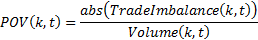 POV(k,t) = abs(TradeImbalance(k,t)) / Volume(k,t)